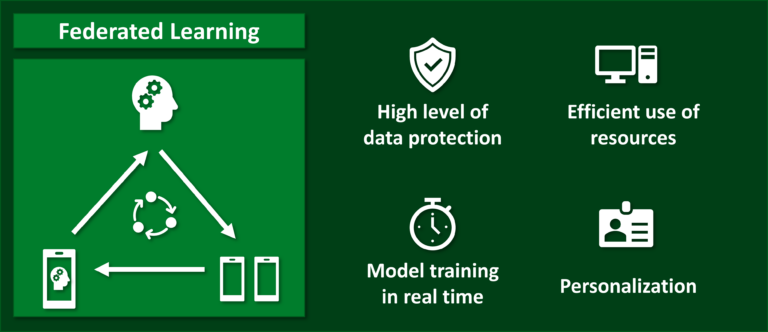 Federated Learning
High level of
data protection
Efficient use of
resources
Model training
in real time
Personalization